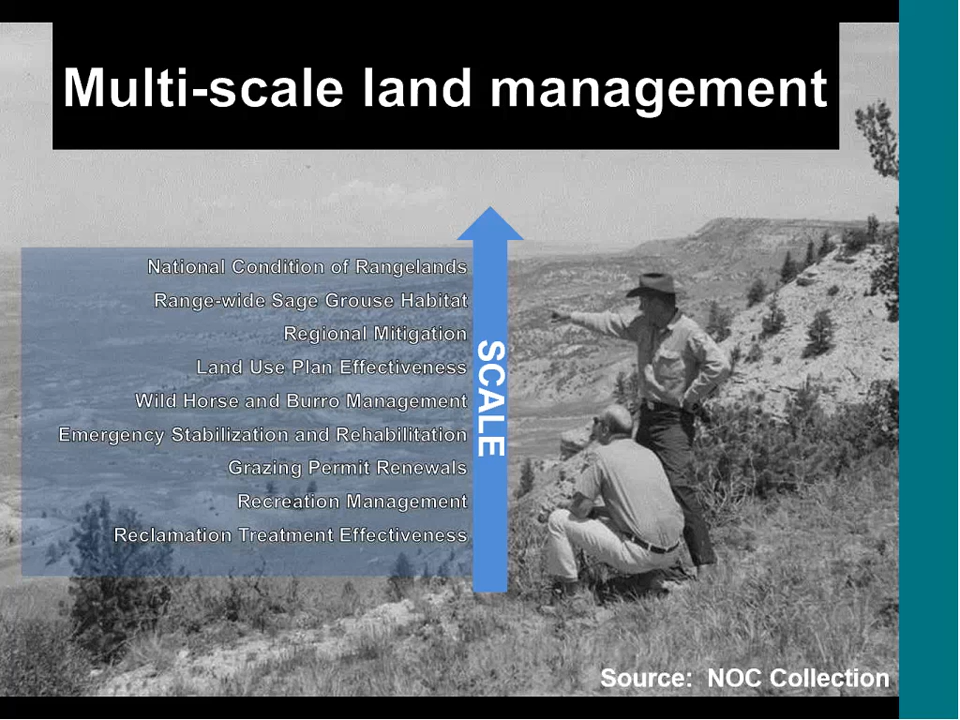 Multi-scale land management
National Condition of Rangelands
Range-wide Sage Grouse Habitat
Regional Mitigation
Land Use Plan Effectiveness
Wild Horse and Burro Management
Emergency Stabilization and Rehabilitation
Grazing Permit Renewals
Recreation Management
Reclamation Treatment Effectiveness
SCALE
Source:  NOC Collection